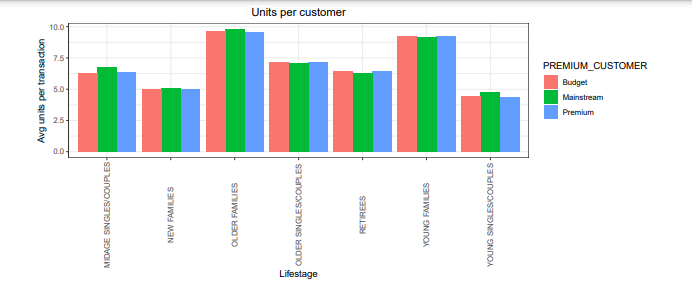 Units per customer
Avg units per transaction
10.0
7.5
5.0
2.5
0.0
MIDAGE SINGLES/COUPLES
NEW FAMILIES
OLDER FAMILIES
OLDER SINGLES/COUPLES
RETIREES
YOUNG FAMILIES
YOUNG SINGLES/COUPLES
Lifestage
PREMIUM_CUSTOMER
Budget
Mainstream
Premium